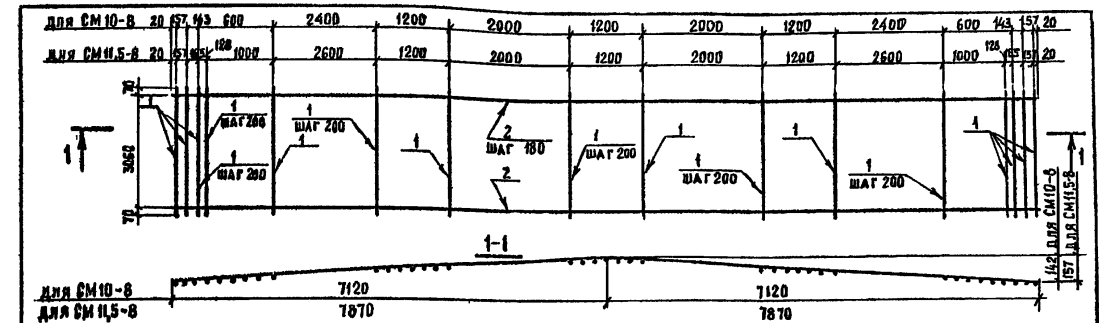 для СМ10-8 20 157 143 600 2400 1200 2000 1200 2000 1200 2400 600 143 157 20
для СМ11,5-8 20 157 165 128 1000 2600 1200 2000 1200 2000 1200 2600 1000 128 165 157 20
70
1 1 1 1 1 1 1
ШАГ 200 ШАГ 200 1 1 2 ШАГ 180 ШАГ 200 1 ШАГ 200 1 ШАГ 200
1 3060 1 ШАГ 200 2 1
70
1-1
142 для СМ10-8
157 для СМ11,5-8
для СМ10-8 7120 7120
для СМ11,5-8 7870 7870